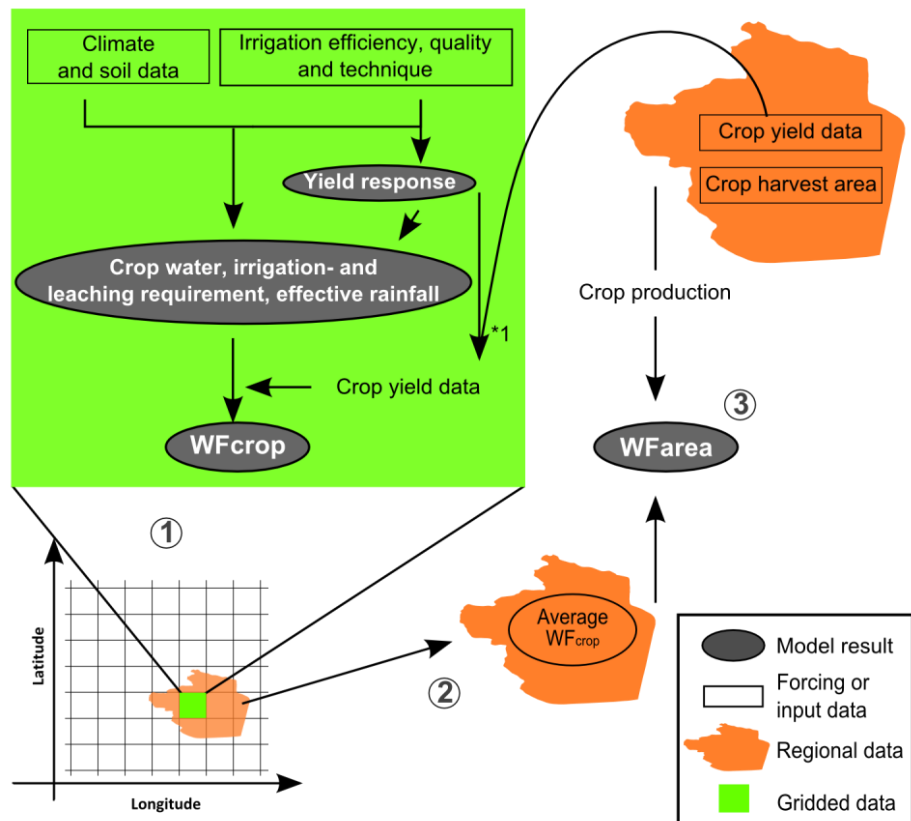 Climate
and soil data
Irrigation efficiency, quality
and technique
Yield response
Crop water, irrigation- and
leaching requirement, effective rainfall
*1
Crop yield data
WFcrop
Crop yield data
Crop harvest area
Crop production
③
WFarea
①
Latitude
Longitude
②
Average
WFcrop
Model result
Forcing or
input data
Regional data
Gridded data